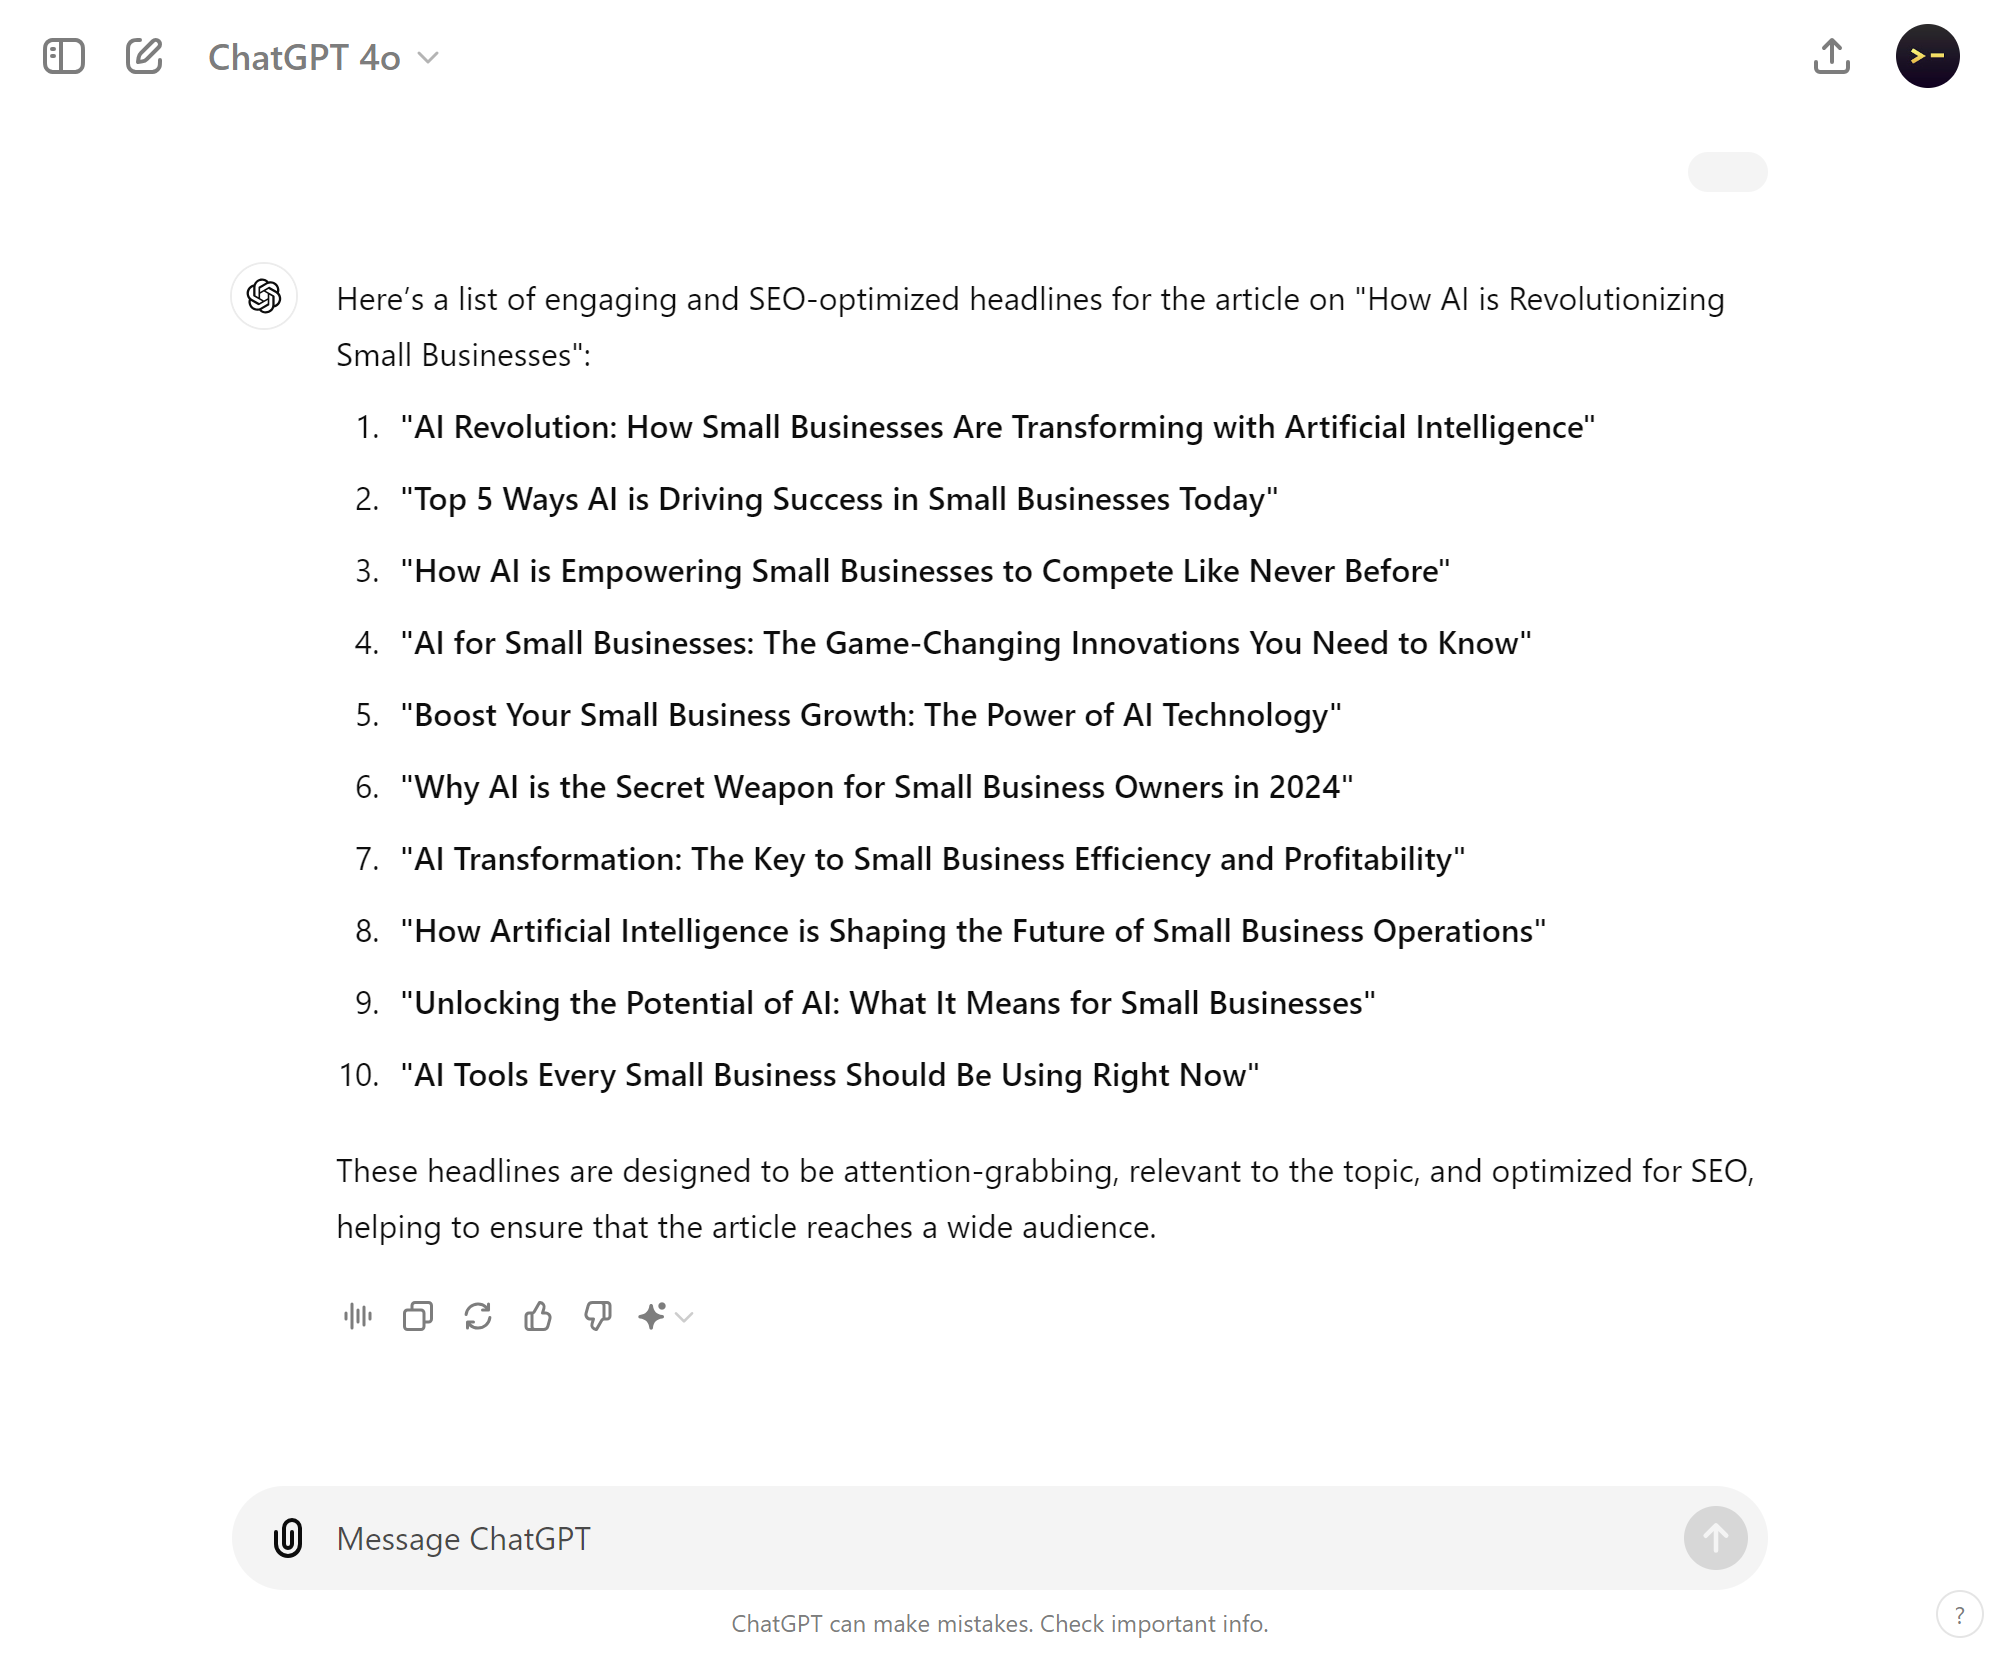 ChatGPT 4o
>-
Here’s a list of engaging and SEO-optimized headlines for the article on "How AI is Revolutionizing
Small Businesses":
1. "AI Revolution: How Small Businesses Are Transforming with Artificial Intelligence"
2. "Top 5 Ways AI is Driving Success in Small Businesses Today"
3. "How AI is Empowering Small Businesses to Compete Like Never Before"
4. "AI for Small Businesses: The Game-Changing Innovations You Need to Know"
5. "Boost Your Small Business Growth: The Power of AI Technology"
6. "Why AI is the Secret Weapon for Small Business Owners in 2024"
7. "AI Transformation: The Key to Small Business Efficiency and Profitability"
8. "How Artificial Intelligence is Shaping the Future of Small Business Operations"
9. "Unlocking the Potential of AI: What It Means for Small Businesses"
10. "AI Tools Every Small Business Should Be Using Right Now"
These headlines are designed to be attention-grabbing, relevant to the topic, and optimized for SEO,
helping to ensure that the article reaches a wide audience.
Message ChatGPT
ChatGPT can make mistakes. Check important info.
?